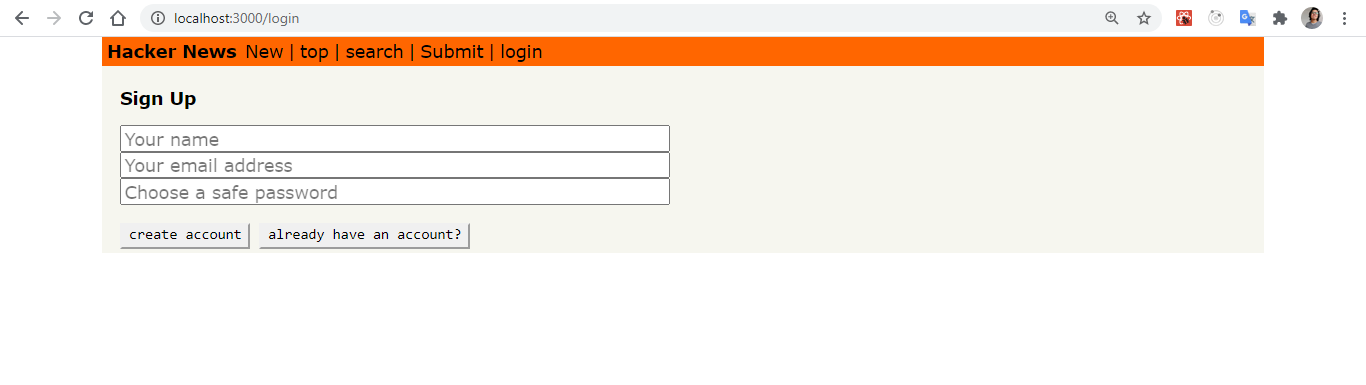 localhost:3000/login
Hacker News New | top | search | Submit | login
Sign Up
Your name
Your email address
Choose a safe password
create account already have an account?